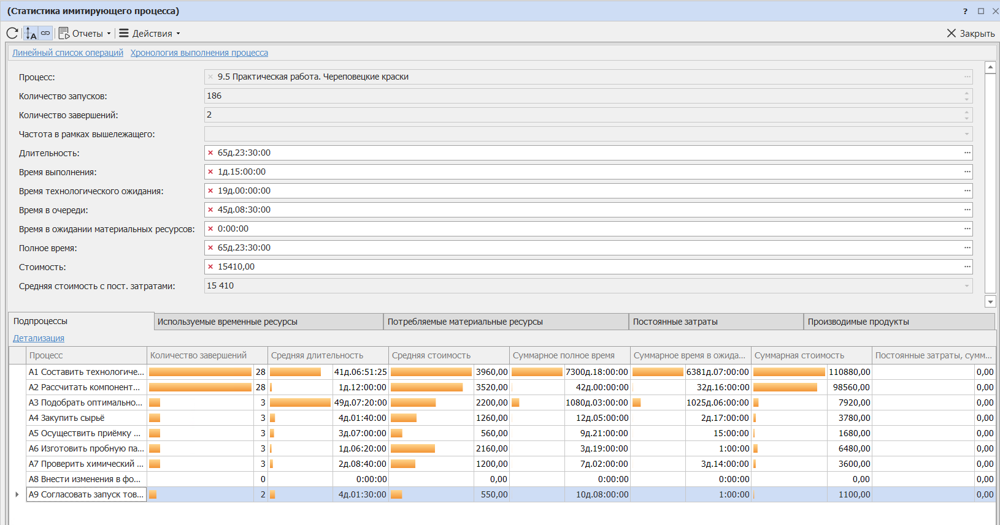 (Статистика имитирующего процесса)
?
Отчеты Действия Закрыть
Линейный список операций Хронология выполнения процесса
Процесс: 9.5 Практическая работа. Череповецкие краски
Количество запусков: 186
Количество завершений: 2
Частота в рамках вышележащего:
Длительность: 65д.23:30:00
Время выполнения: 1д.15:00:00
Время технологического ожидания: 19д.00:00:00
Время в очереди: 45д.08:30:00
Время в ожидании материальных ресурсов: 0:00:00
Полное время: 65д.23:30:00
Стоимость: 15410,00
Средняя стоимость с пост. затратами: 15 410
Подпроцессы Используемые временные ресурсы Потребляемые материальные ресурсы Постоянные затраты Производимые продукты
Детализация
Процесс Количество завершений Средняя длительность Средняя стоимость Суммарное полное время Суммарное время в ожида... Суммарная стоимость Постоянные затраты, сумм...
A1 Составить технологиче... 28 41д.06:51:25 3960,00 7300д.18:00:00 6381д.07:00:00 110880,00 0,00
A2 Рассчитать компонент... 28 1д.12:00:00 3520,00 42д.00:00:00 32д.16:00:00 98560,00 0,00
A3 Подобрать оптимально... 3 49д.07:20:00 2200,00 1080д.03:00:00 1025д.06:00:00 7920,00 0,00
A4 Закупить сырьё 3 4д.01:40:00 1260,00 12д.05:00:00 2д.17:00:00 3780,00 0,00
A5 Осуществить приёмку ... 3 3д.07:00:00 560,00 9д.21:00:00 15:00:00 1680,00 0,00
A6 Изготовить пробную па... 3 1д.06:20:00 2160,00 3д.19:00:00 1:00:00 6480,00 0,00
A7 Проверить химический ... 3 2д.08:40:00 1200,00 7д.02:00:00 3д.14:00:00 3600,00 0,00
A8 Внести изменения в фо... 0 0:00:00 0,00 0:00:00 0:00:00 0,00 0,00
A9 Согласовать запуск тов... 2 4д.01:30:00 550,00 10д.08:00:00 1:00:00 1100,00 0,00